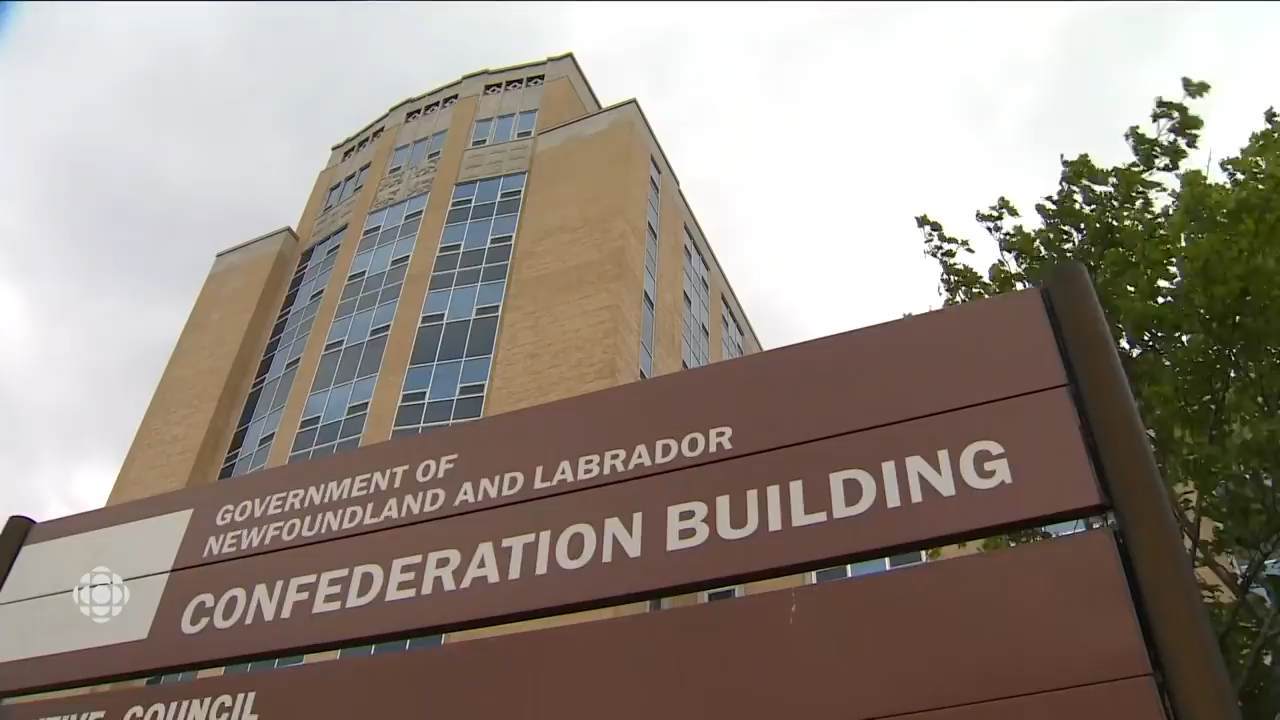 GOVERNMENT OF
NEWFOUNDLAND AND LABRADOR
CONFEDERATION BUILDING
COUNCIL